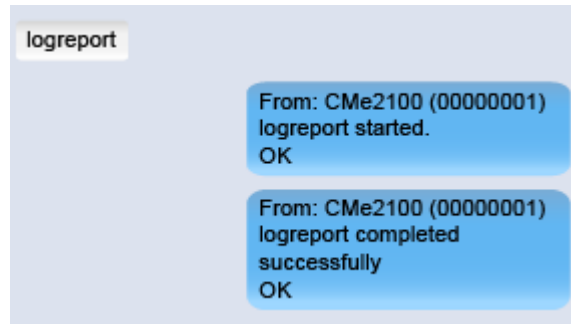 logreport
From: CMe2100 (00000001)
logreport started.
OK
From: CMe2100 (00000001)
logreport completed
successfully
OK